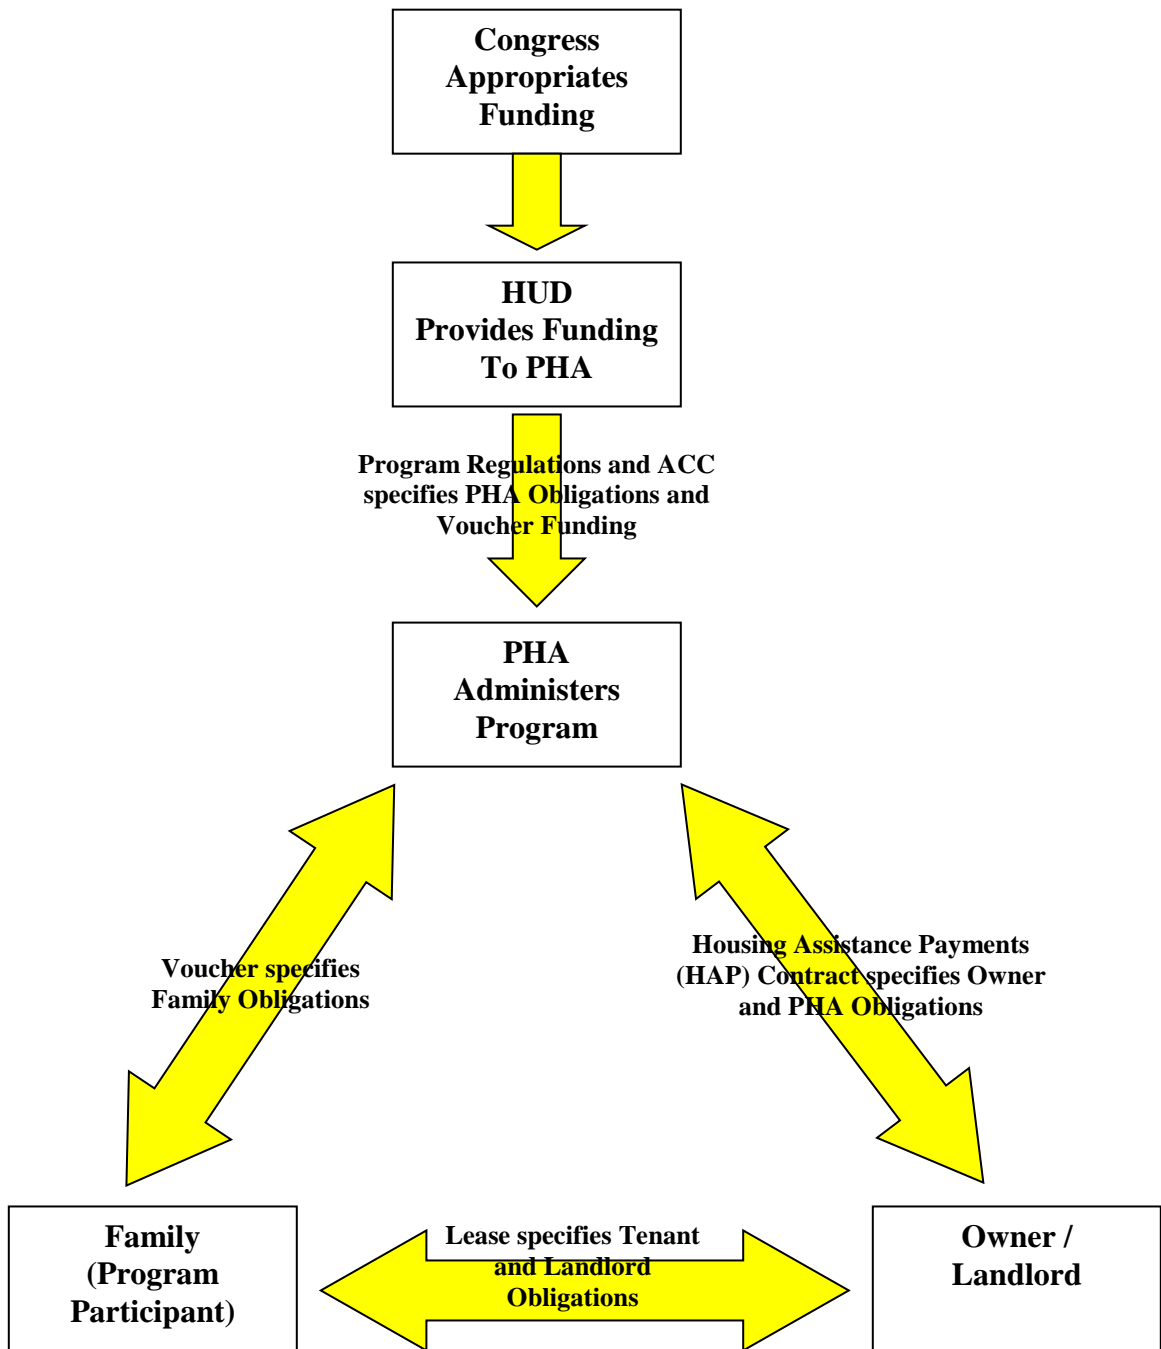 Congress
Appropriates
Funding
HUD
Provides Funding
To PHA
Program Regulations and ACC
specifies PHA Obligations and
Voucher Funding
PHA
Administers
Program
Voucher specifies
Family Obligations
Housing Assistance Payments
(HAP) Contract specifies Owner
and PHA Obligations
Family
(Program
Participant)
Lease specifies Tenant
and Landlord
Obligations
Owner /
Landlord